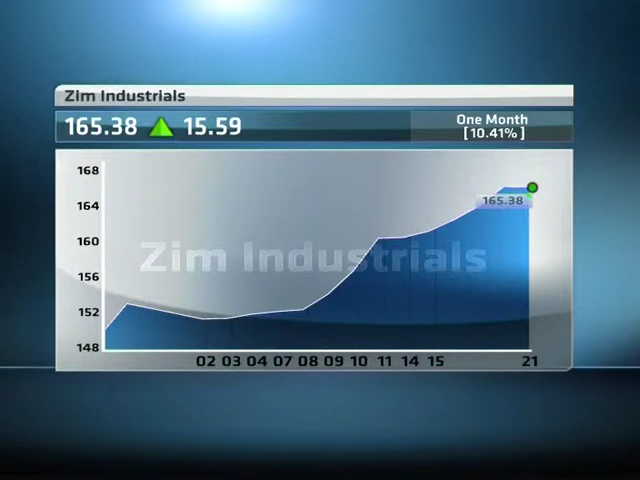 Zim Industrials
165.38 15.59
One Month
[10.41%]
168
164
165.38
160
Zim Industrials
156
152
148
02 03 04 07 08 09 10 11 14 15 21